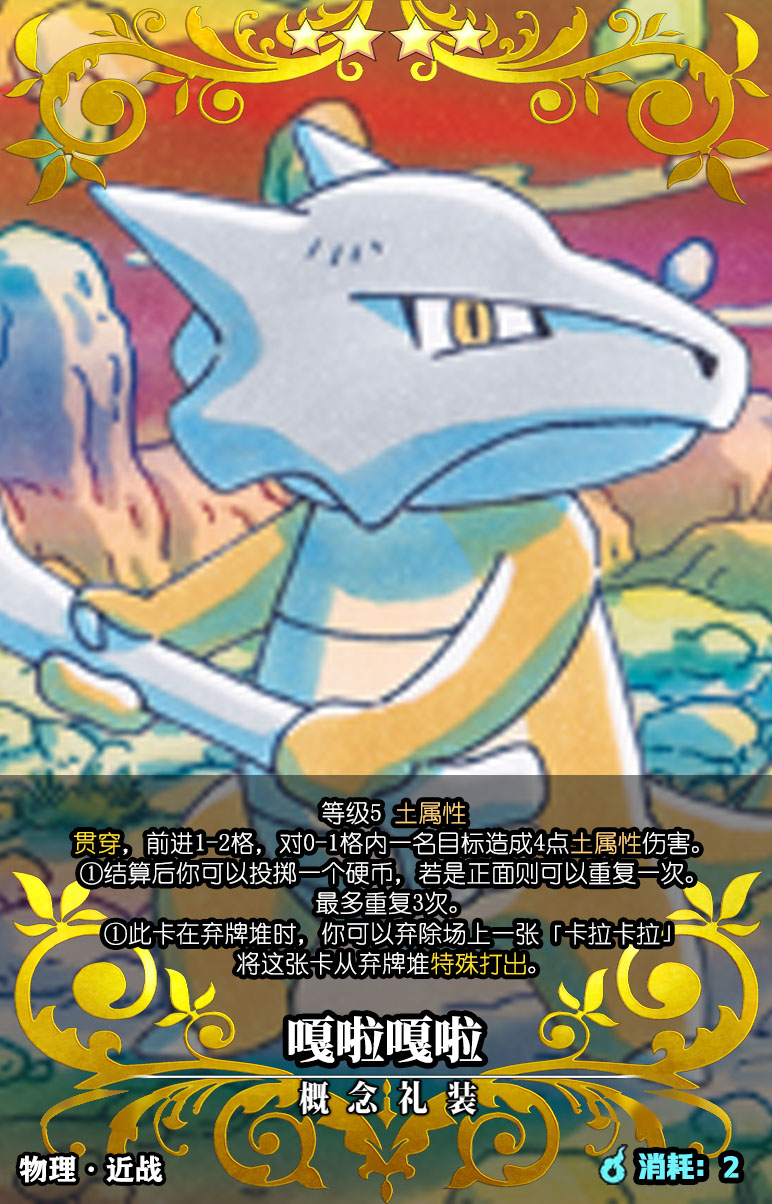 等级5 土属性
贯穿，前进1-2格，对0-1格内一名目标造成4点土属性伤害。
①结算后你可以投掷一个硬币，若是正面则可以重复一次。
最多重复3次。
①此卡在弃牌堆时，你可以弃除场上一张「卡拉卡拉」
将这张卡从弃牌堆特殊打出。
嘎啦嘎啦
概念礼装
物理·近战
消耗：2